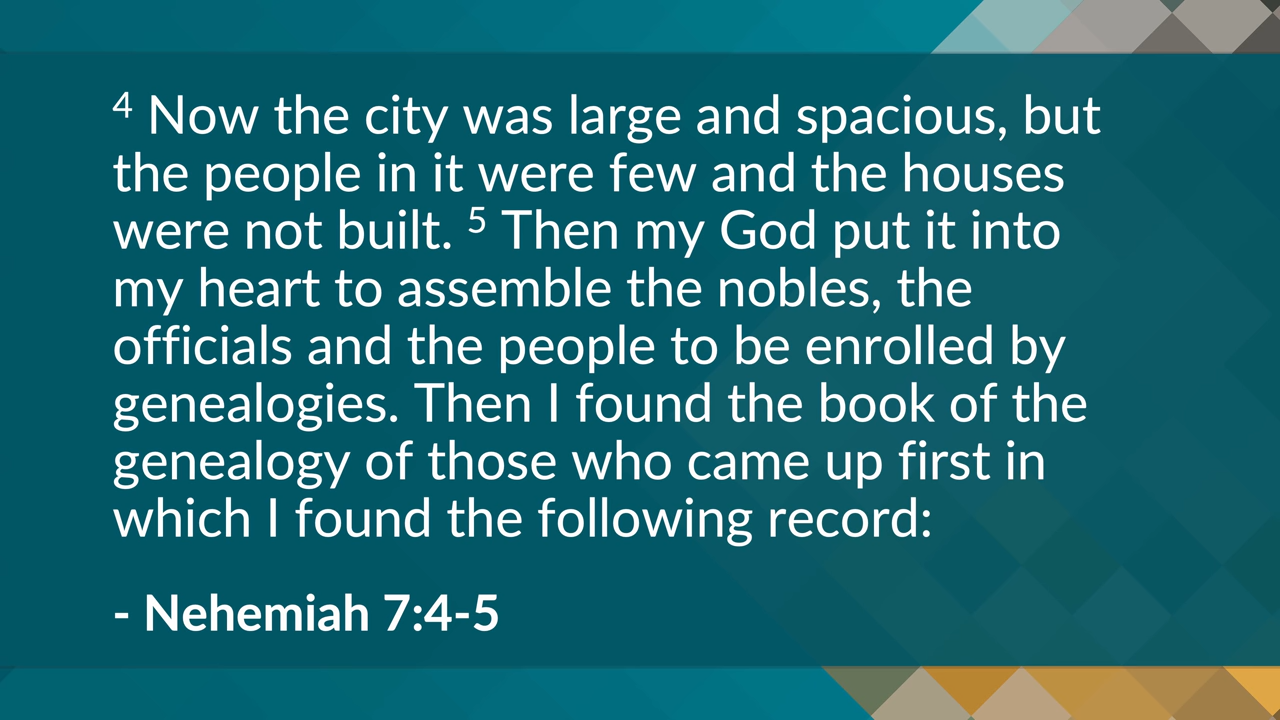 4 Now the city was large and spacious, but
the people in it were few and the houses
were not built. 5 Then my God put it into
my heart to assemble the nobles, the
officials and the people to be enrolled by
genealogies. Then I found the book of the
genealogy of those who came up first in
which I found the following record:
- Nehemiah 7:4-5